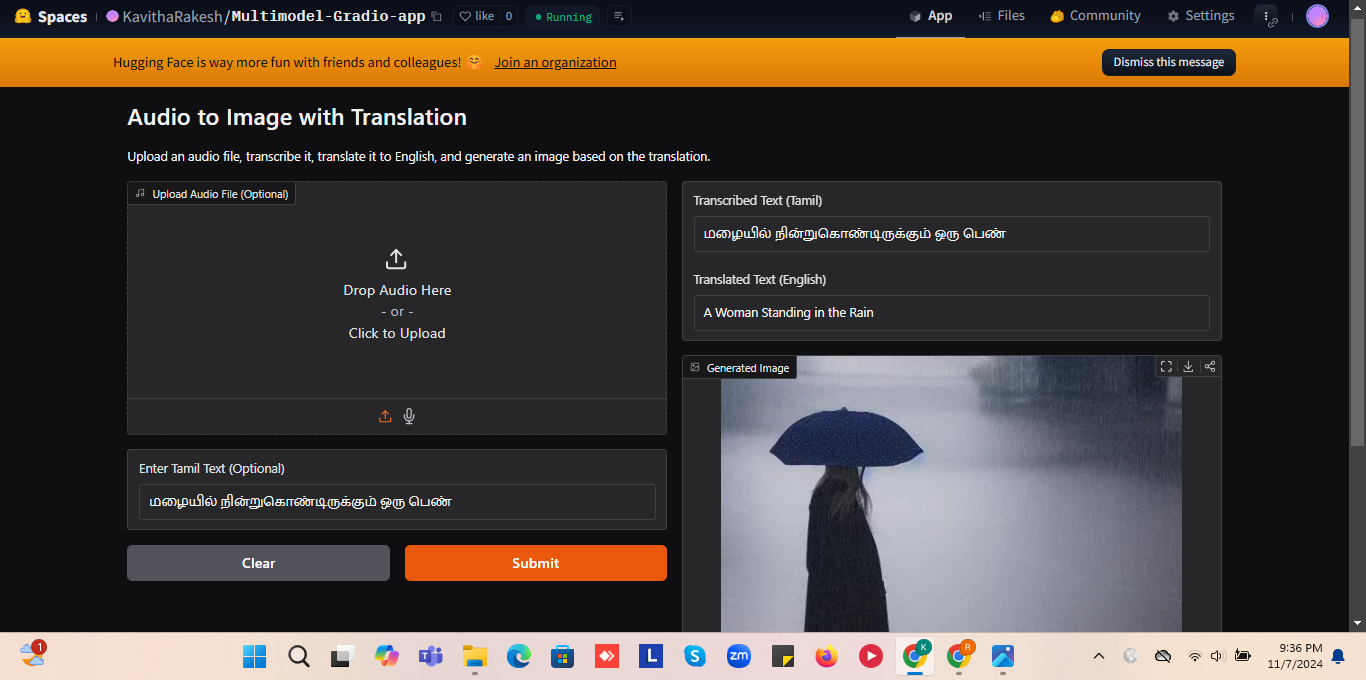 Spaces KavithaRakesh/Multimodel-Gradio-app like 0 Running App Files Community Settings
Hugging Face is way more fun with friends and colleagues! Join an organization Dismiss this message
Audio to Image with Translation
Upload an audio file, transcribe it, translate it to English, and generate an image based on the translation.
Upload Audio File (Optional)
Drop Audio Here
- or -
Click to Upload
Enter Tamil Text (Optional)
மழையில் நின்றுகொண்டிருக்கும் ஒரு பெண்
Clear Submit
Transcribed Text (Tamil)
மழையில் நின்றுகொண்டிருக்கும் ஒரு பெண்
Translated Text (English)
A Woman Standing in the Rain
Generated Image
1 L S zm K R 9:36 PM
11/7/2024